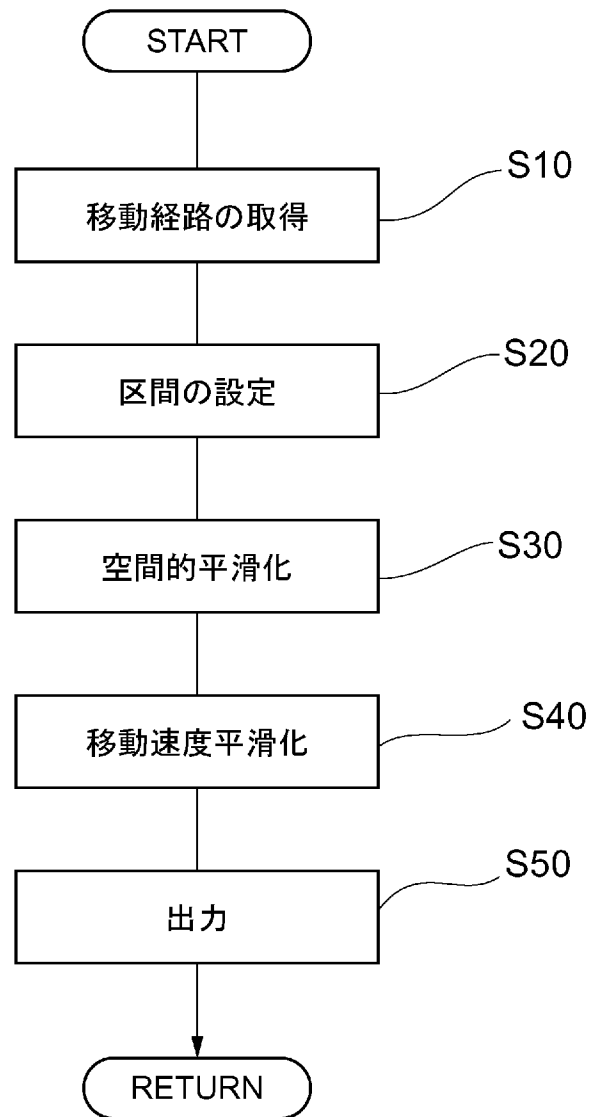 START
S10
移動経路の取得
S20
区間の設定
S30
空間的平滑化
S40
移動速度平滑化
S50
出力
RETURN